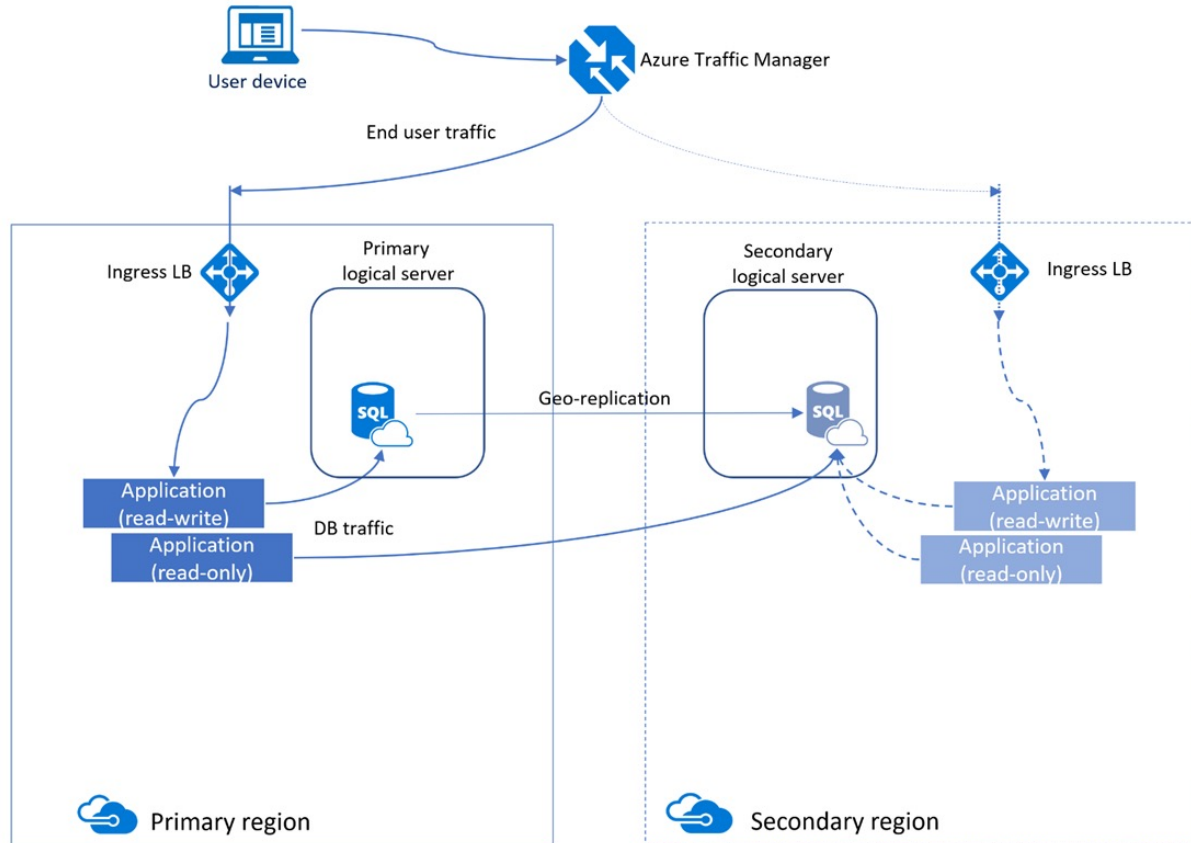 User device
Azure Traffic Manager
End user traffic
Ingress LB
Primary
logical server
Secondary
logical server
Ingress LB
SQL
Geo-replication
SQL
Application
(read-write)
DB traffic
Application
(read-only)
Application
(read-write)
Application
(read-only)
Primary region
Secondary region